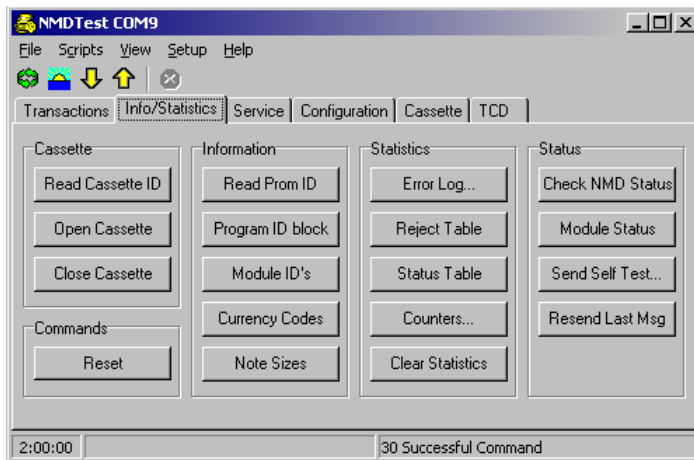 NMDTest COM9
File Scripts View Setup Help
Transactions Info/Statistics Service Configuration Cassette TCD
Cassette Information Statistics Status
Read Cassette ID Read Prom ID Error Log... Check NMD Status
Open Cassette Program ID block Reject Table Module Status
Close Cassette Module ID's Status Table Send Self Test...
Commands Currency Codes Counters... Resend Last Msg
Reset Note Sizes Clear Statistics
2:00:00 30 Successful Command